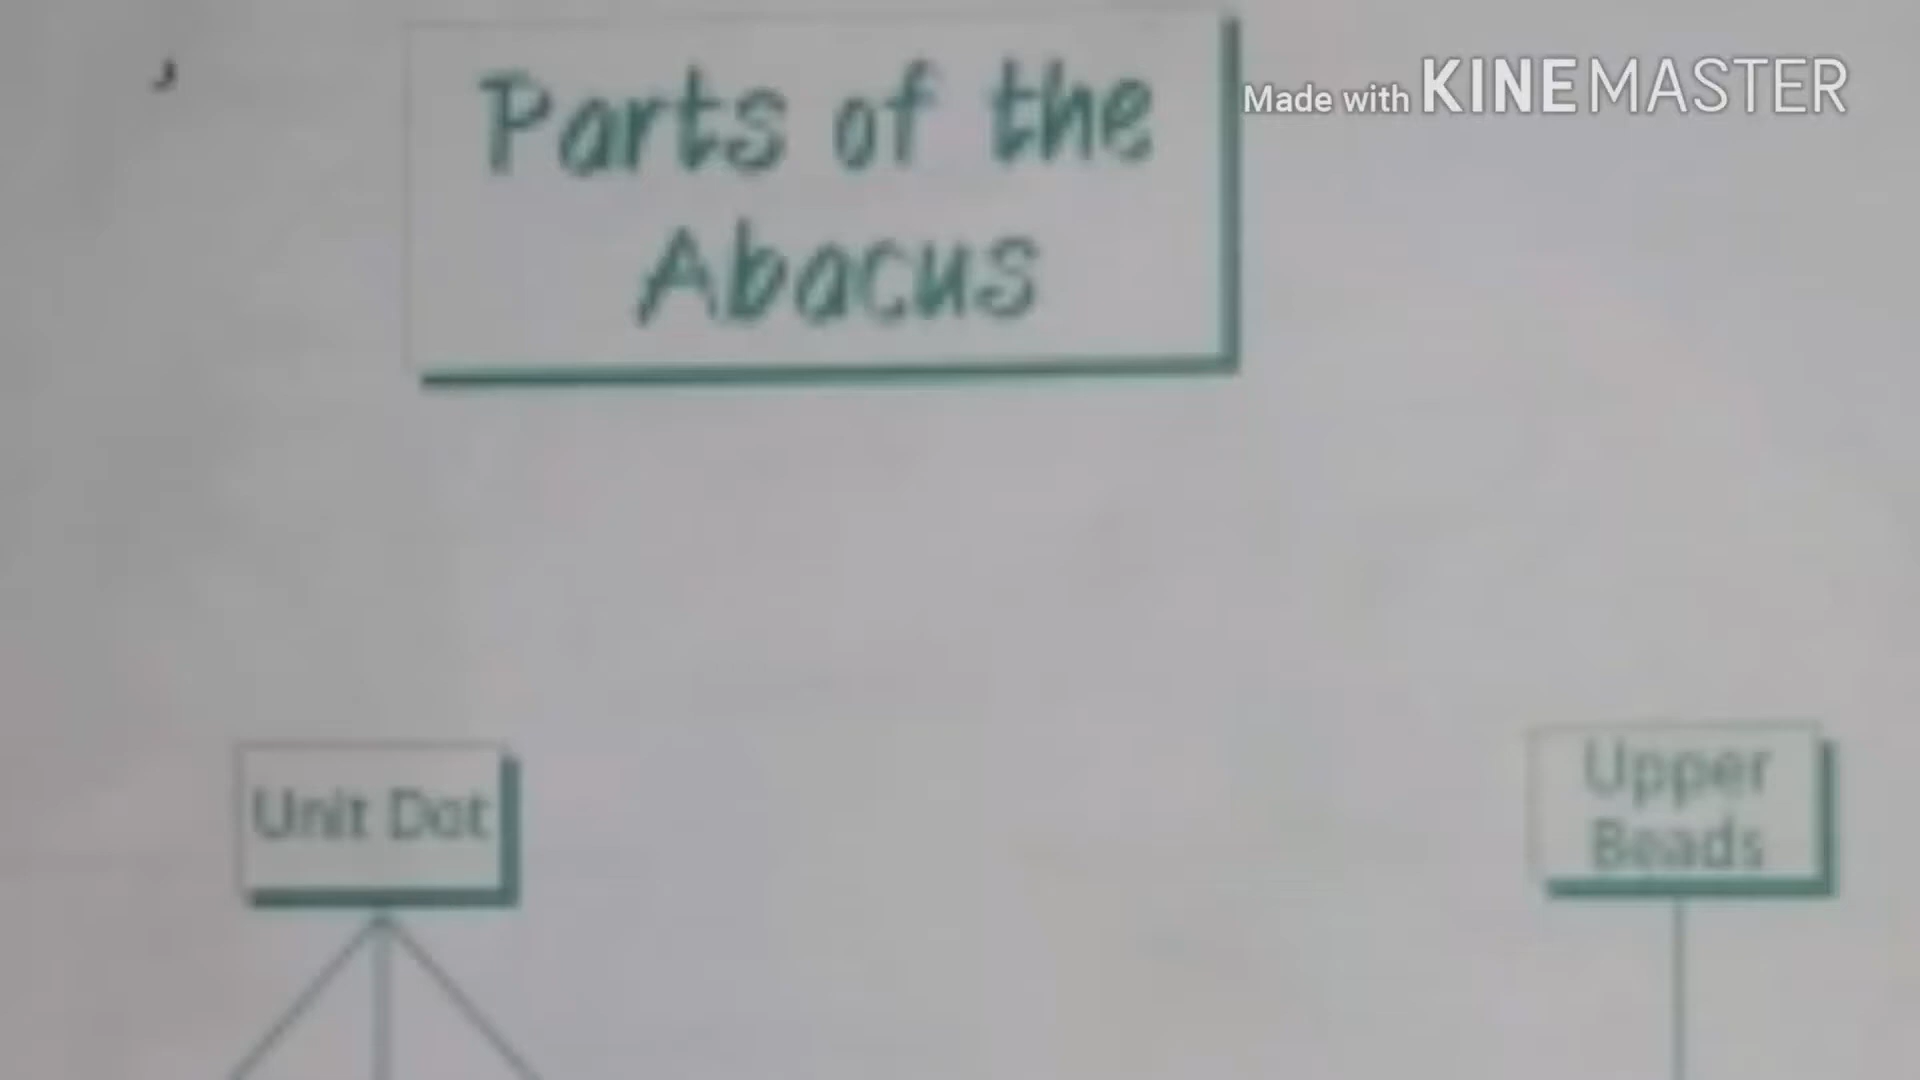 Parts of the
Abacus
Made with KINEMASTER
Unit Dot
Upper
Beads